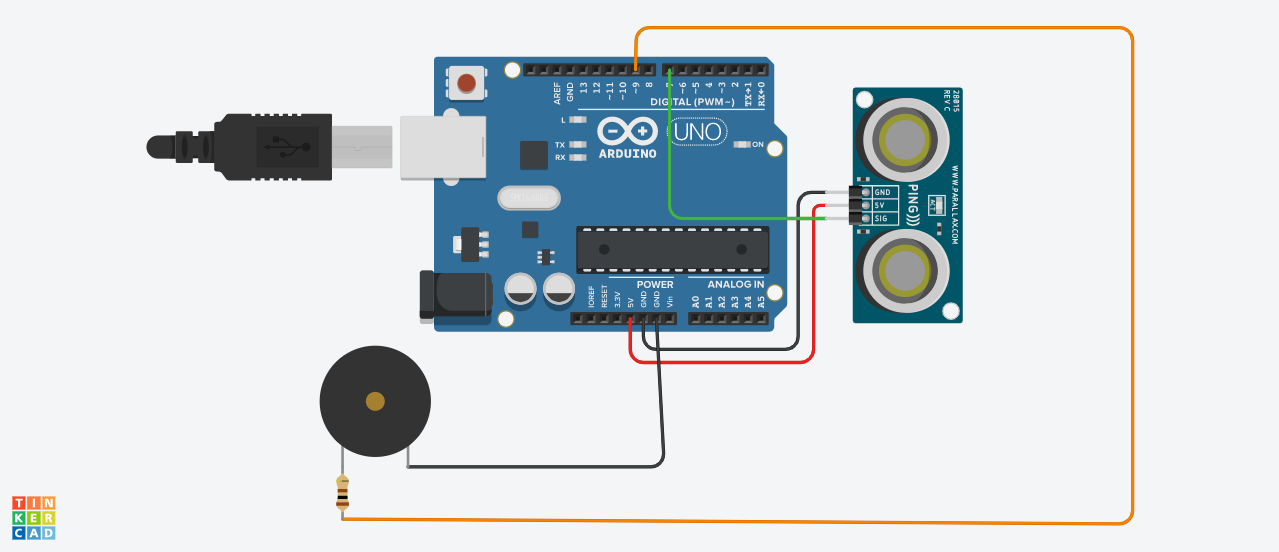 AREF
GND
13
12
~11
~10
~9
8
7
~6
~5
4
~3
2
TX→1
RX←0
DIGITAL (PWM~)
L
TX
RX
ARDUINO
UNO
ON
POWER
ANALOG IN
IOREF
RESET
3.3V
5V
GND
GND
Vin
A0
A1
A2
A3
A4
A5
28015
REV C
GND
5V
SIG
PING)))
ACT
WWW.PARALLAX.COM
TIN
KER
CAD